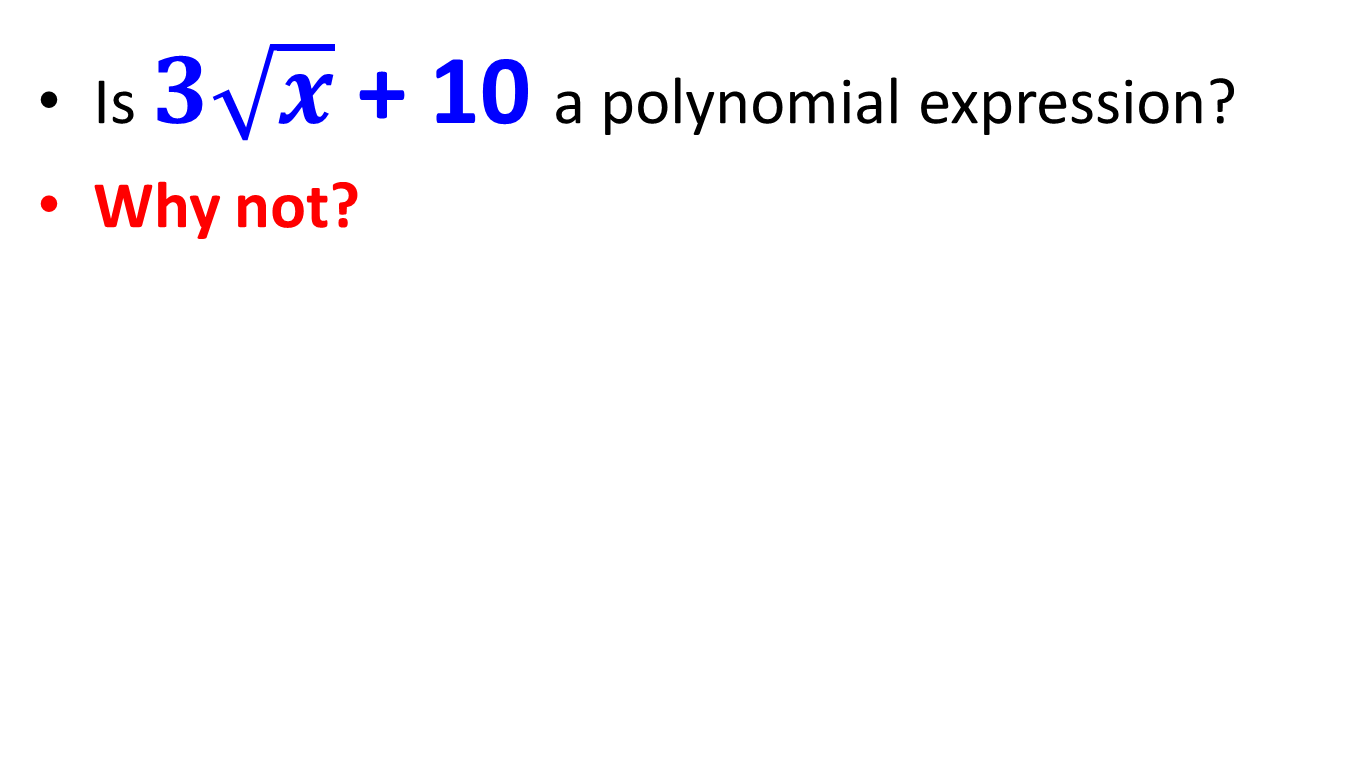 • Is 3√x + 10 a polynomial expression?
• Why not?